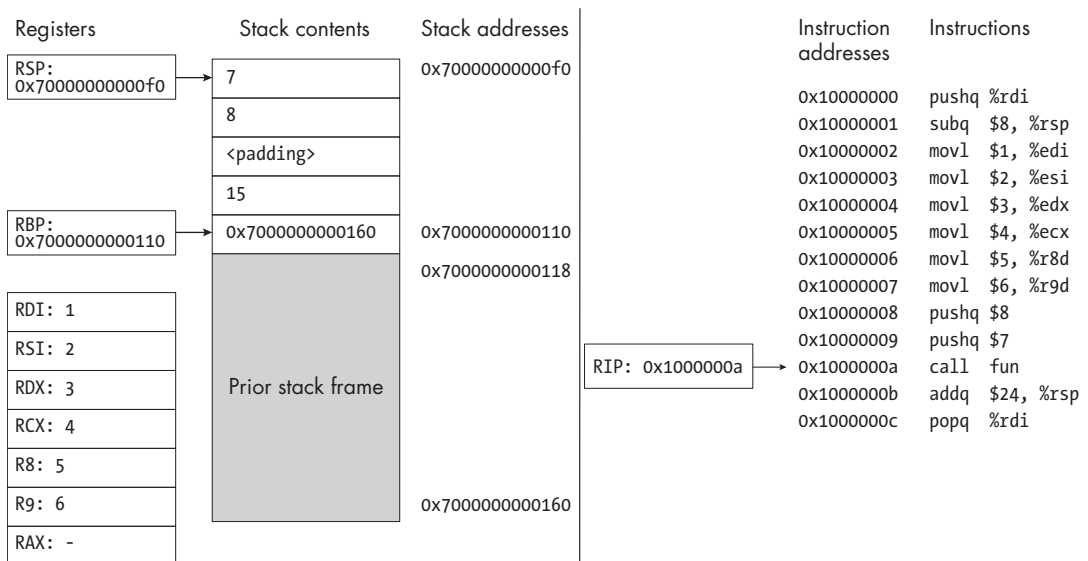 Registers
Stack contents
Stack addresses
RSP:
0x70000000000f0
7
0x70000000000f0
8
<padding>
15
RBP:
0x7000000000110
0x7000000000160
0x7000000000110
0x7000000000118
RDI: 1
RSI: 2
RDX: 3
RCX: 4
R8: 5
R9: 6
RAX: -
Prior stack frame
0x7000000000160
Instruction
addresses
Instructions
0x10000000 pushq %rdi
0x10000001 subq $8, %rsp
0x10000002 movl $1, %edi
0x10000003 movl $2, %esi
0x10000004 movl $3, %edx
0x10000005 movl $4, %ecx
0x10000006 movl $5, %r8d
0x10000007 movl $6, %r9d
0x10000008 pushq $8
0x10000009 pushq $7
RIP: 0x1000000a
0x1000000a call fun
0x1000000b addq $24, %rsp
0x1000000c popq %rdi